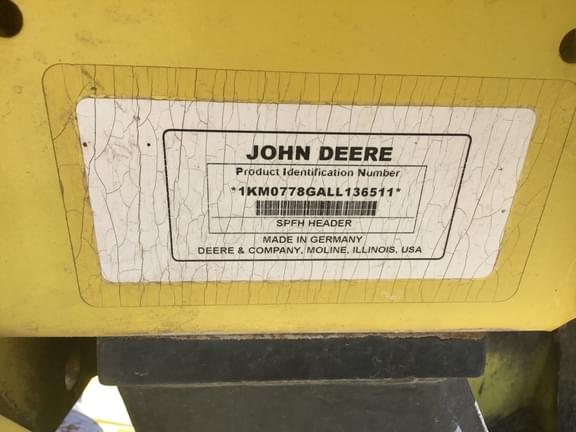 JOHN DEERE
Product Identification Number
*1KM0778GALL136511*
SPFH HEADER
MADE IN GERMANY
DEERE & COMPANY, MOLINE, ILLINOIS, USA